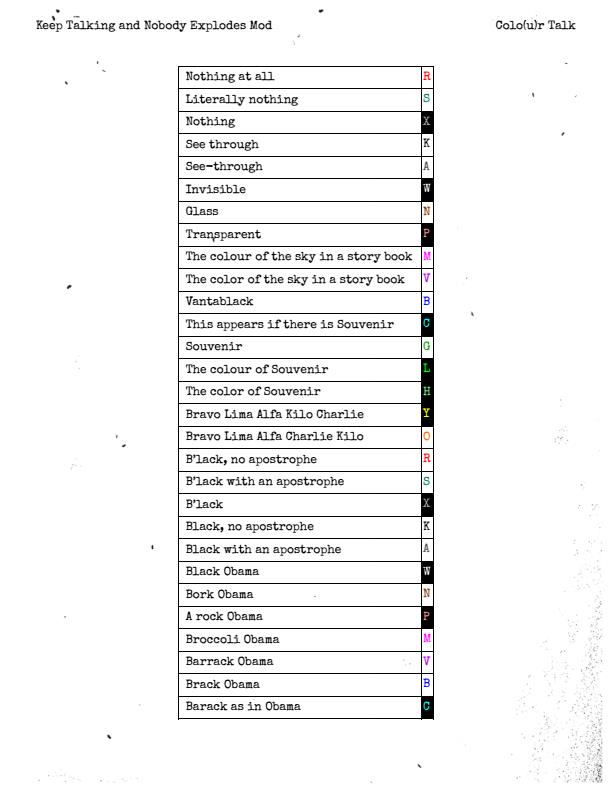 Keep Talking and Nobody Explodes Mod Colo(u)r Talk
Nothing at all R
Literally nothing S
Nothing X
See through K
See-through A
Invisible W
Glass N
Transparent P
The colour of the sky in a story book M
The color of the sky in a story book V
Vantablack B
This appears if there is Souvenir C
Souvenir G
The colour of Souvenir L
The color of Souvenir H
Bravo Lima Alfa Kilo Charlie Y
Bravo Lima Alfa Charlie Kilo O
B'lack, no apostrophe R
B'lack with an apostrophe S
B'lack X
Black, no apostrophe K
Black with an apostrophe A
Black Obama W
Bork Obama N
A rock Obama P
Broccoli Obama M
Barrack Obama V
Brack Obama B
Barack as in Obama C